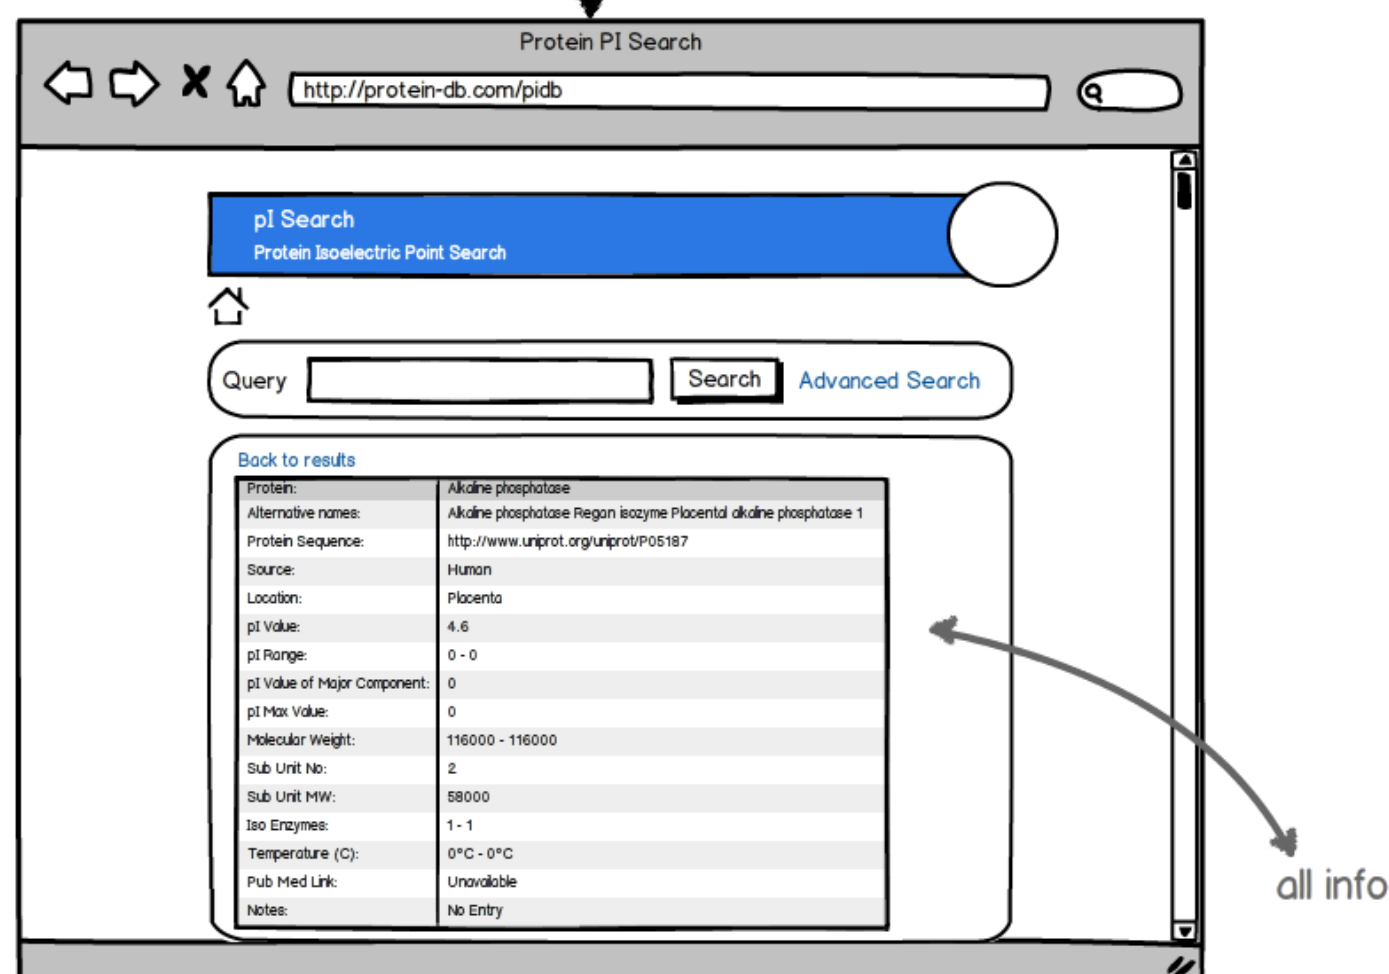 Protein PI Search
http://protein-db.com/pidb
pI Search
Protein Isoelectric Point Search
Query Search Advanced Search
Back to results
Protein: Alkaline phosphatase
Alternative names: Alkaline phosphatase Regan isozyme Placental alkaline phosphatase 1
Protein Sequence: http://www.uniprot.org/uniprot/P05187
Source: Human
Location: Placenta
pI Value: 4.6
pI Range: 0 - 0
pI Value of Major Component: 0
pI Max Value: 0
Molecular Weight: 116000 - 116000
Sub Unit No: 2
Sub Unit MW: 58000
Iso Enzymes: 1 - 1
Temperature (C): 0°C - 0°C
Pub Med Link: Unavailable
Notes: No Entry
all info